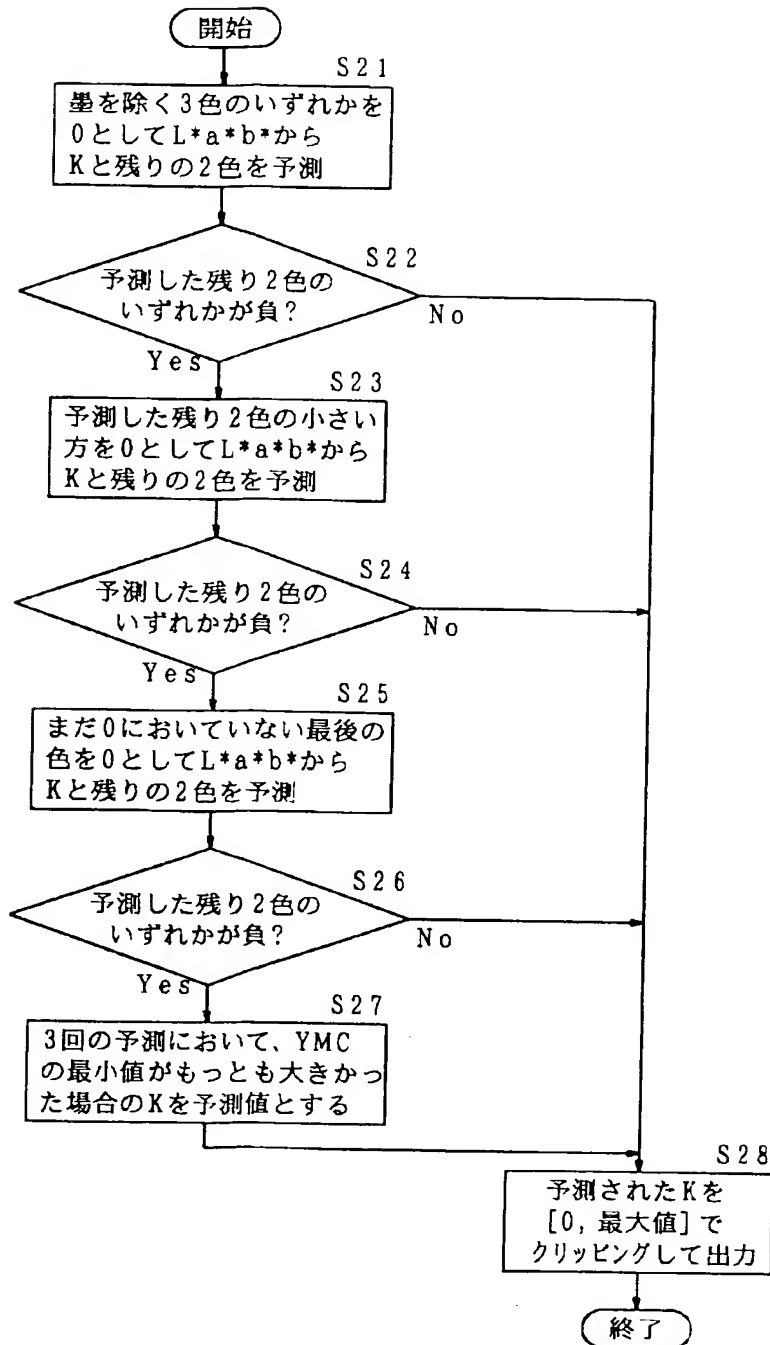 開始
S21
墨を除く3色のいずれかを
0としてL*a*b*から
Kと残りの2色を予測
S22
予測した残り2色の
いずれかが負?
No
Yes
S23
予測した残り2色の小さい
方を0としてL*a*b*から
Kと残りの2色を予測
S24
予測した残り2色の
いずれかが負?
No
Yes
S25
まだ0においていない最後の
色を0としてL*a*b*から
Kと残りの2色を予測
S26
予測した残り2色の
いずれかが負?
No
Yes
S27
3回の予測において、YMC
の最小値がもっとも大きかっ
た場合のKを予測値とする
S28
予測されたKを
[0, 最大値]で
クリッピングして出力
終了